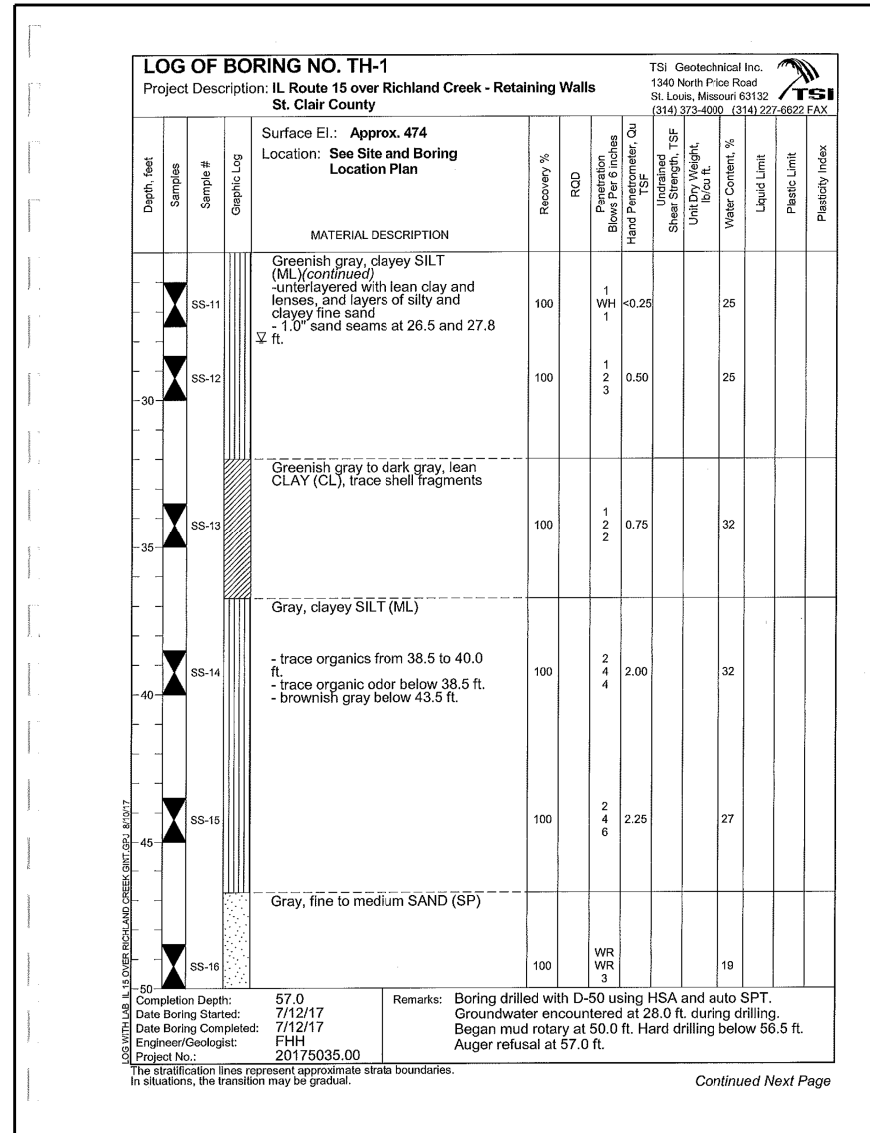 LOG OF BORING NO. TH-1
Project Description: IL Route 15 over Richland Creek - Retaining Walls
St. Clair County
TSi Geotechnical Inc.
1340 North Price Road
St. Louis, Missouri 63132
(314) 373-4000 (314) 227-6622 FAX
TSI
Depth, feet
Samples
Sample #
Graphic Log
Surface El.: Approx. 474
Location: See Site and Boring
Location Plan
MATERIAL DESCRIPTION
Recovery %
RQD
Penetration
Blows Per 6 inches
Hand Penetrometer, Qu
TSF
Undrained
Shear Strength, TSF
Unit Dry Weight,
lb/cu ft.
Water Content, %
Liquid Limit
Plastic Limit
Plasticity Index
Greenish gray, clayey SILT
(ML)(continued)
-unterlayered with lean clay and
lenses, and layers of silty and
clayey fine sand
- 1.0" sand seams at 26.5 and 27.8
ft.
SS-11
100
1
WH
1
<0.25
25
SS-12
100
1
2
3
0.50
25
30
Greenish gray to dark gray, lean
CLAY (CL), trace shell fragments
SS-13
100
1
2
2
0.75
32
35
Gray, clayey SILT (ML)
- trace organics from 38.5 to 40.0
ft.
- trace organic odor below 38.5 ft.
- brownish gray below 43.5 ft.
SS-14
100
2
4
4
2.00
32
40
SS-15
100
2
4
6
2.25
27
45
Gray, fine to medium SAND (SP)
SS-16
100
WR
WR
3
19
50
LOG WITH LAB IL 15 OVER RICHLAND CREEK GINT.GPJ 8/10/17
Completion Depth: 57.0
Date Boring Started: 7/12/17
Date Boring Completed: 7/12/17
Engineer/Geologist: FHH
Project No.: 20175035.00
Remarks: Boring drilled with D-50 using HSA and auto SPT.
Groundwater encountered at 28.0 ft. during drilling.
Began mud rotary at 50.0 ft. Hard drilling below 56.5 ft.
Auger refusal at 57.0 ft.
The stratification lines represent approximate strata boundaries.
In situations, the transition may be gradual.
Continued Next Page